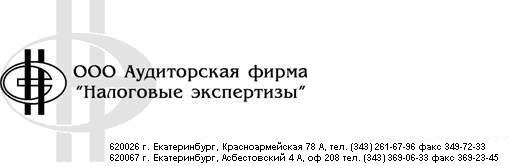 ООО Аудиторская фирма
"Налоговые экспертизы"
620026 г. Екатеринбург, Красноармейская 78 А, тел. (343) 261-67-96 факс 349-72-33
620067 г. Екатеринбург, Асбестовский 4 А, оф 208 тел. (343) 369-06-33 факс 369-23-45